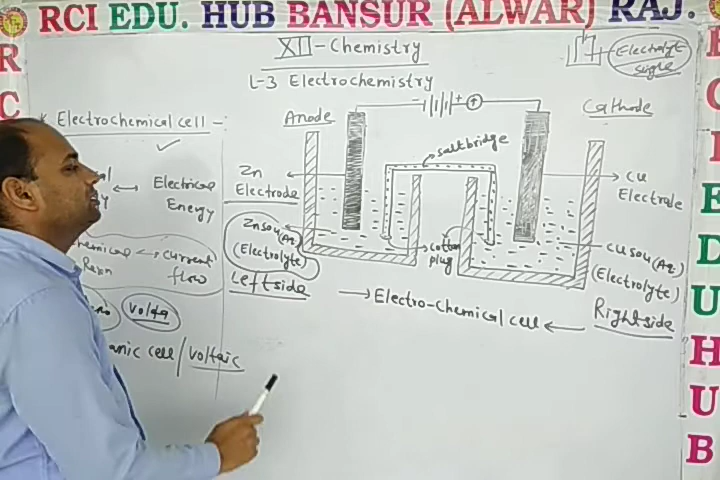 RCI EDU. HUB BANSUR (ALWAR) RAJ.
XII - Chemistry
L-3 Electrochemistry
Electrolyte
single
* Electrochemical cell -:
Electrical
Energy
current
flow
Volta
cell / Voltaic
Anode
Cathode
- + +
saltbridge
Zn
Electrode
ZnSO4 (Aq)
(Electrolyte)
Leftside
cotton
plug
Cu
Electrode
CuSO4 (Aq)
(Electrolyte)
Rightside
→ Electro-Chemical cell ←
R
C
R
C
I
E
D
U
H
U
B